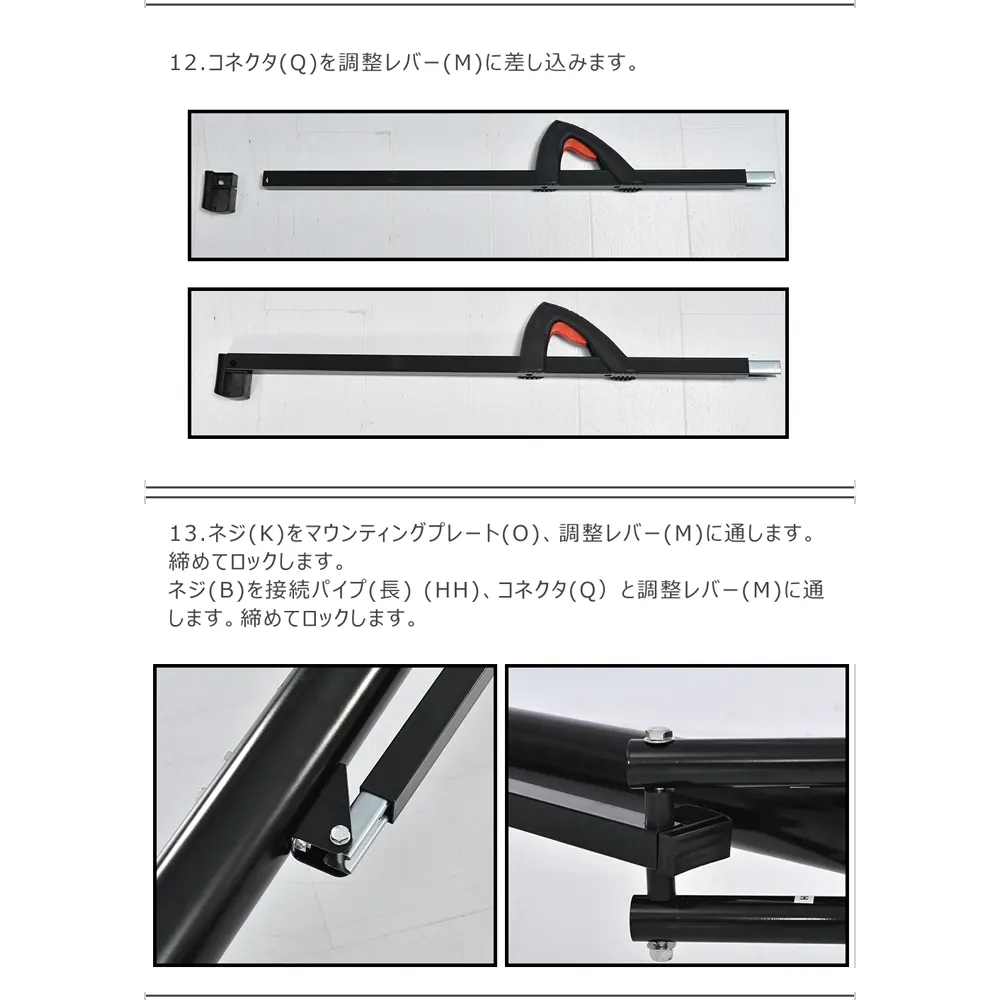 12.コネクタ(Q)を調整レバー(M)に差し込みます。
13.ネジ(K)をマウンティングプレート(O)、調整レバー(M)に通します。
締めてロックします。
ネジ(B)を接続パイプ(長) (HH)、コネクタ(Q) と調整レバー(M)に通
します。締めてロックします。
H